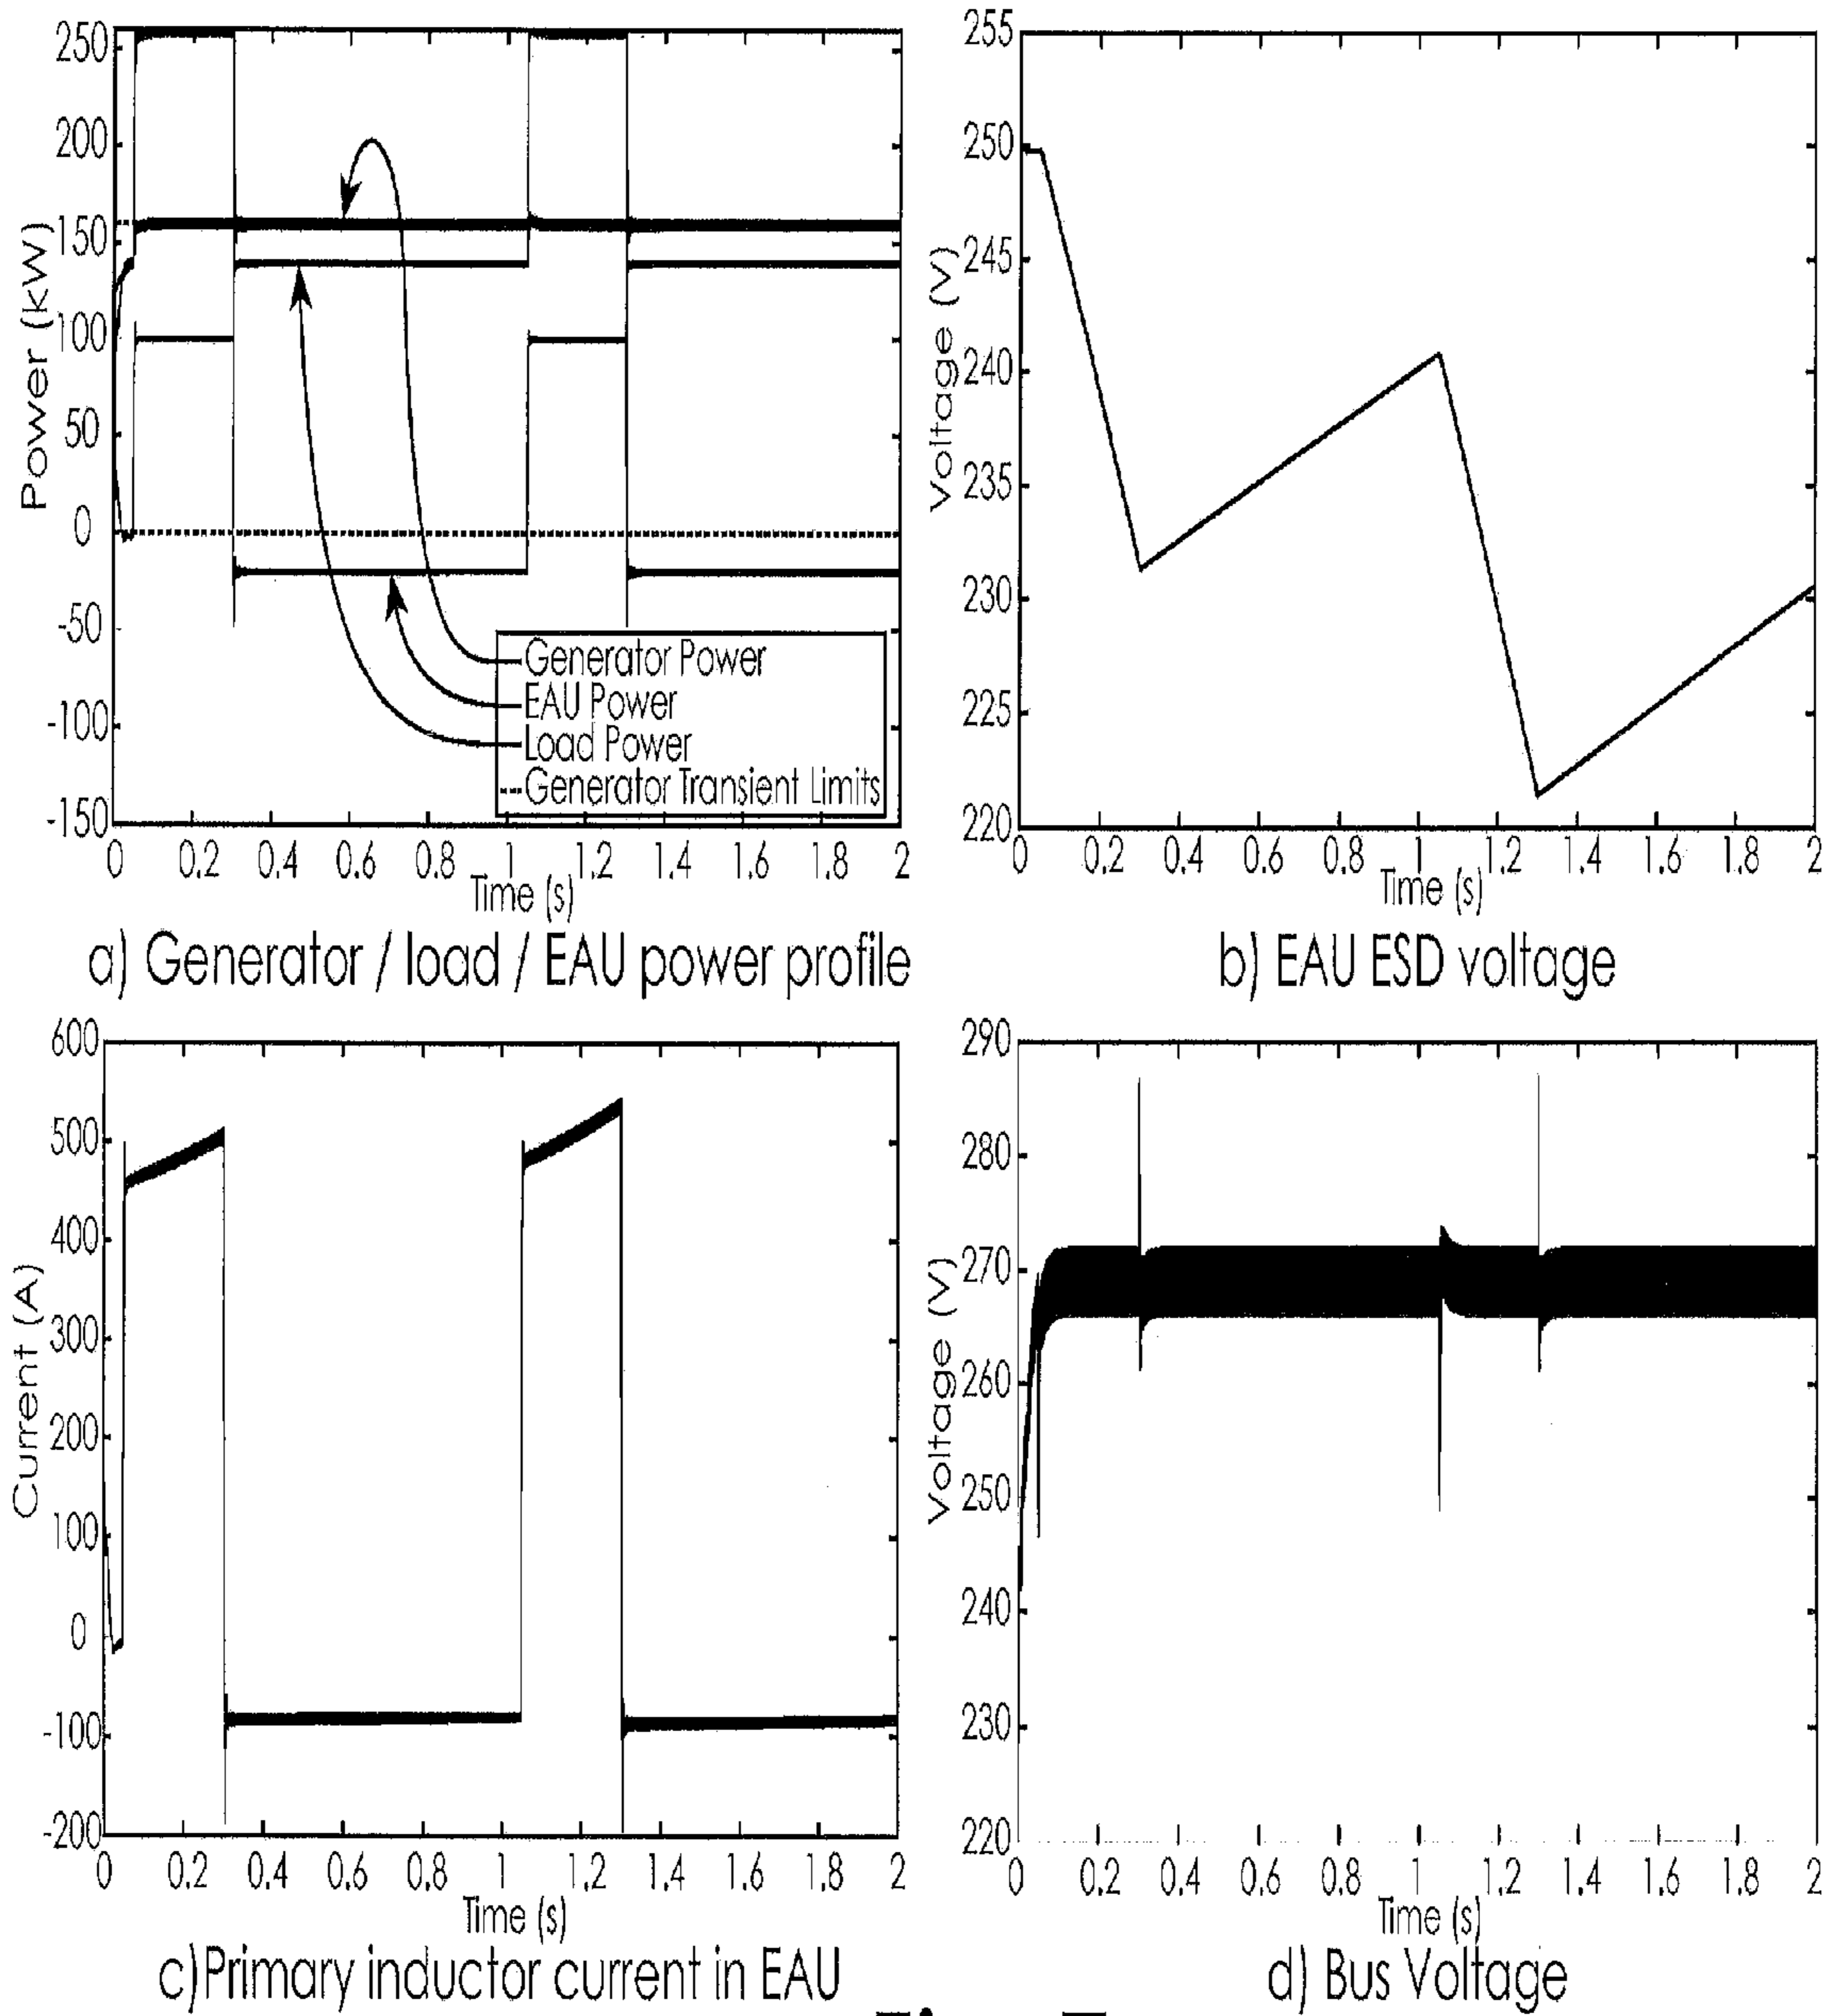 250
200
150
100
50
0
-50
-100
-150
Power (kW)
Generator Power
EAU Power
Load Power
Generator Transient Limits
0 0.2 0.4 0.6 0.8 1 1.2 1.4 1.6 1.8 2
Time (s)
a) Generator / load / EAU power profile
255
250
245
240
235
230
225
220
Voltage (V)
0 0.2 0.4 0.6 0.8 1 1.2 1.4 1.6 1.8 2
Time (s)
b) EAU ESD voltage
600
500
400
300
200
100
0
-100
-200
Current (A)
0 0.2 0.4 0.6 0.8 1 1.2 1.4 1.6 1.8 2
Time (s)
c)Primary inductor current in EAU
290
280
270
260
250
240
230
220
Voltage (V)
0 0.2 0.4 0.6 0.8 1 1.2 1.4 1.6 1.8 2
Time (s)
d) Bus Voltage